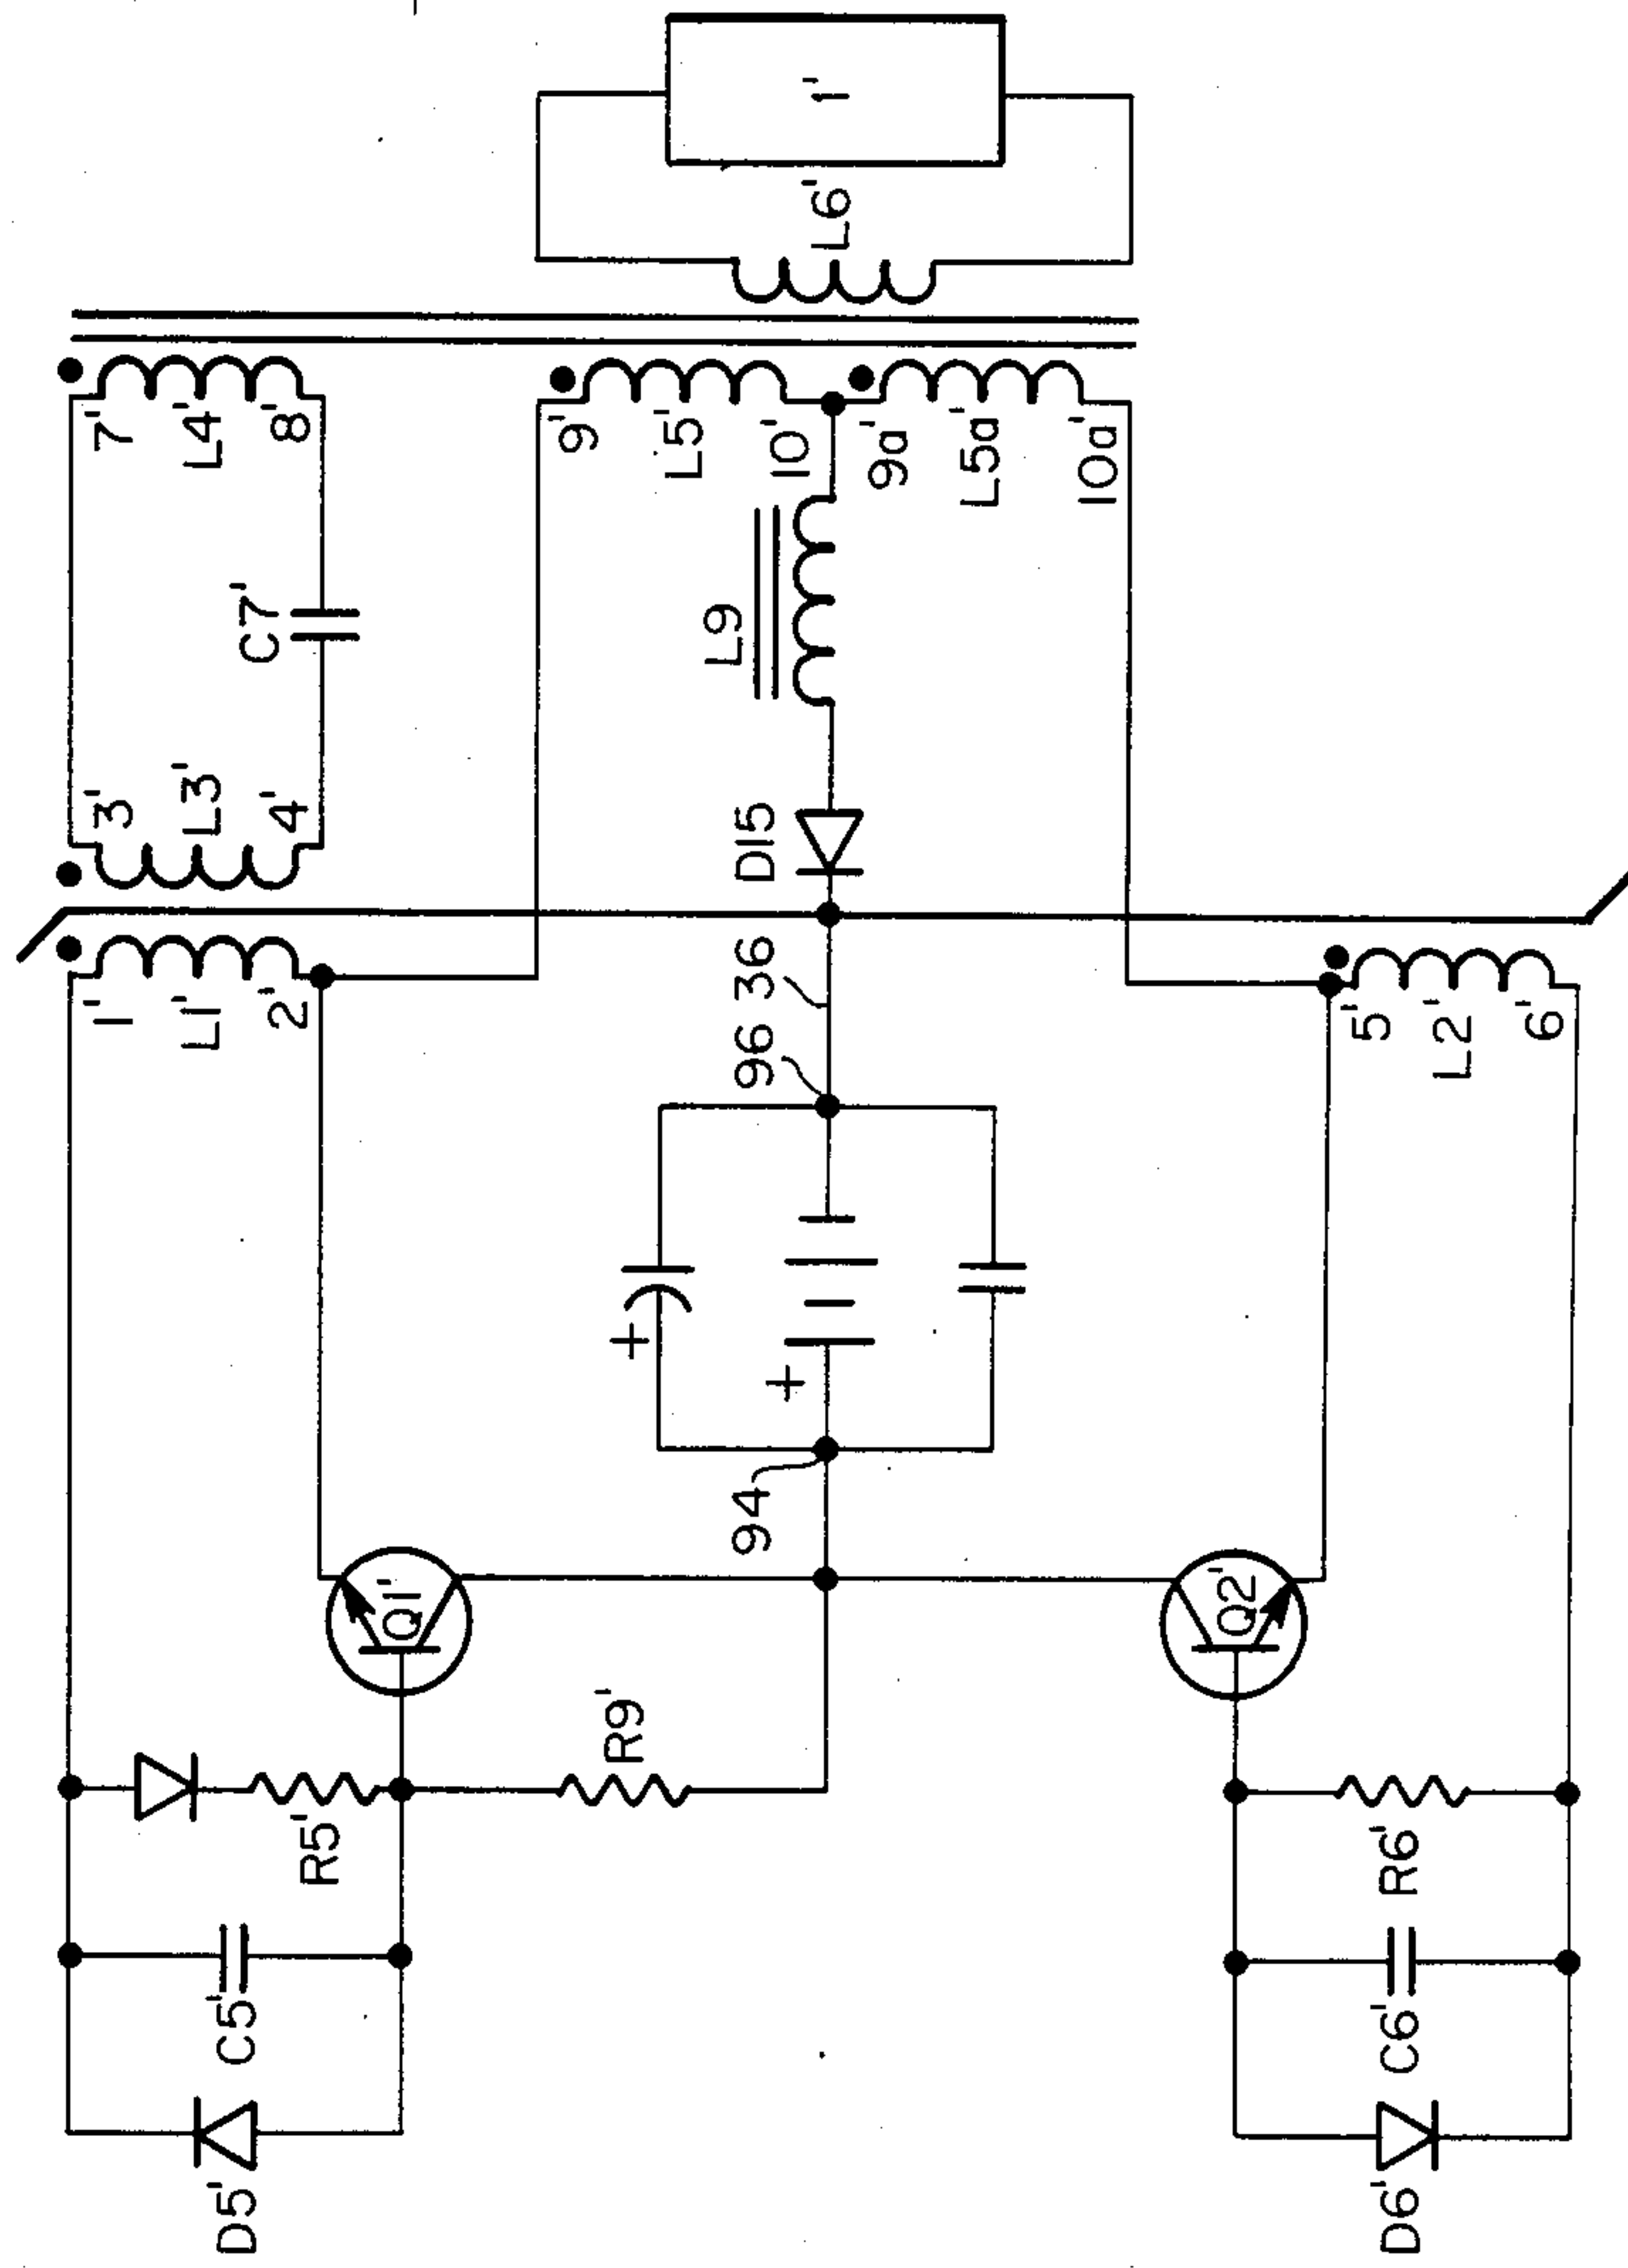 D5'
C5'
R5'
R9'
Q1'
1'
L1'
2'
3'
L3'
4'
C7'
7'
L4'
8'
9'
L5'
10'
9a'
L5a'
10a'
L9
D15
36
96
94
+
+
L6'
1'
5'
L2'
6'
Q2'
R6'
C6'
D6'